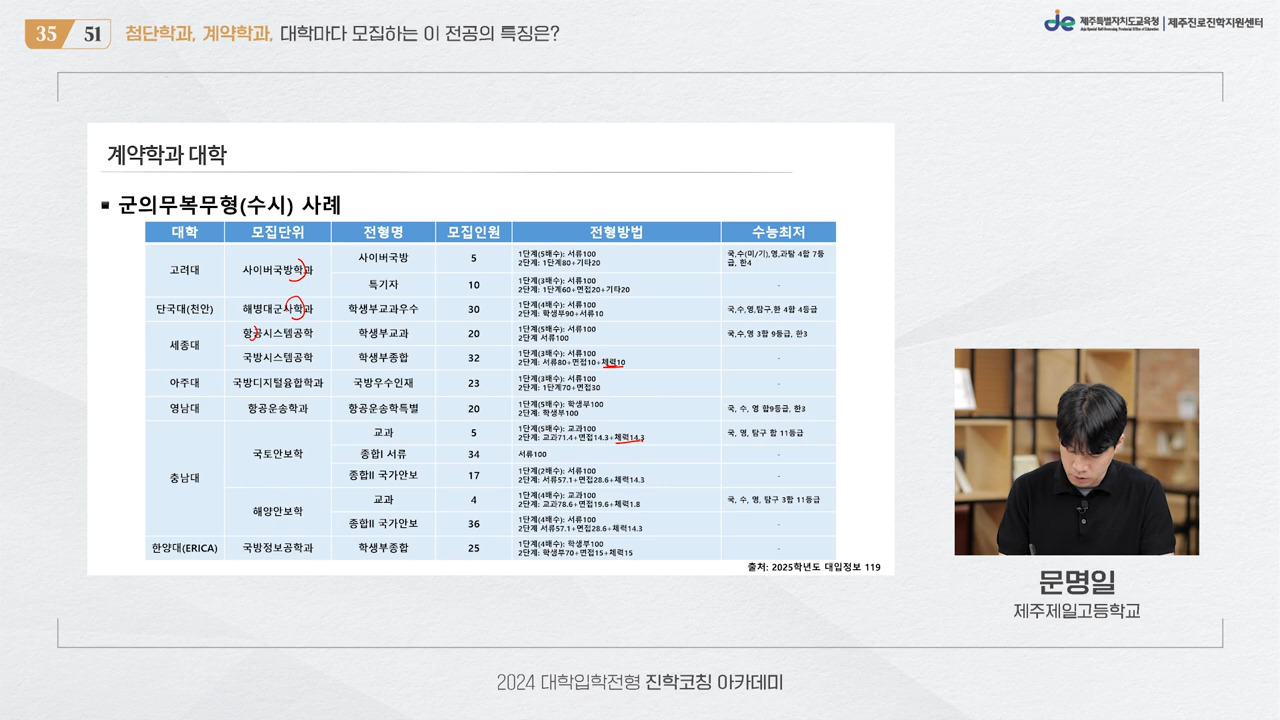 35 51 첨단학과, 계약학과, 대학마다 모집하는 이 전공의 특징은?
제주특별자치도교육청 제주진로진학지원센터
계약학과 대학
■ 군의무복무형(수시) 사례
대학 모집단위 전형명 모집인원 전형방법 수능최저
고려대 사이버국방학과 사이버국방 5 1단계(5배수): 서류100
2단계: 1단계80+기타20 국,수(미/기),영,과탐 4합 7등
급, 한4
특기자 10 1단계(3배수): 서류100
2단계: 1단계60+면접20+기타20 -
단국대(천안) 해병대군사학과 학생부교과우수 30 1단계(4배수): 서류100
2단계: 학생부90+서류10 국,수,영,탐구,한 4합 4등급
세종대 항공시스템공학 학생부교과 20 1단계(5배수): 서류100
2단계 서류100 국,수,영 3합 9등급, 한3
국방시스템공학 학생부종합 32 1단계(3배수): 서류100
2단계: 서류80+면접10+체력10 -
아주대 국방디지털융합학과 국방우수인재 23 1단계(3배수): 서류100
2단계: 1단계70+면접30 -
영남대 항공운송학과 항공운송학특별 20 1단계(5배수): 학생부100
2단계: 학생부100 국, 수, 영 합9등급, 한3
충남대 국토안보학 교과 5 1단계(5배수): 교과100
2단계: 교과71.4+면접14.3+체력14.3 국, 영, 탐구 합 11등급
종합I 서류 34 서류100 -
종합II 국가안보 17 1단계(2배수): 서류100
2단계: 서류57.1+면접28.6+체력14.3 -
해양안보학 교과 4 1단계(4배수): 교과100
2단계: 교과78.6+면접19.6+체력1.8 국, 수, 영, 탐구 3합 11등급
종합II 국가안보 36 1단계(4배수): 서류100
2단계 서류57.1+면접28.6+체력14.3 -
한양대(ERICA) 국방정보공학과 학생부종합 25 1단계(4배수): 학생부100
2단계: 학생부70+면접15+체력15 -
출처: 2025학년도 대입정보 119
문명일
제주제일고등학교
2024 대학입학전형 진학코칭 아카데미